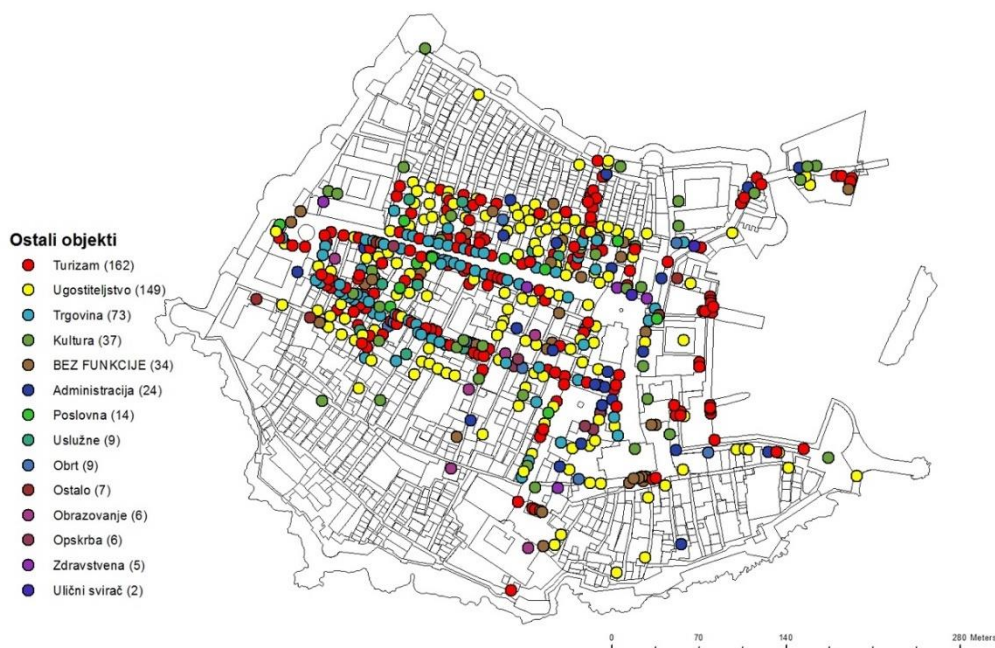 Ostali objekti
Turizam (162)
Ugostiteljstvo (149)
Trgovina (73)
Kultura (37)
BEZ FUNKCIJE (34)
Administracija (24)
Poslovna (14)
Uslužne (9)
Obrt (9)
Ostalo (7)
Obrazovanje (6)
Opskrba (6)
Zdravstvena (5)
Ulični svirač (2)
0 70 140 280 Meters